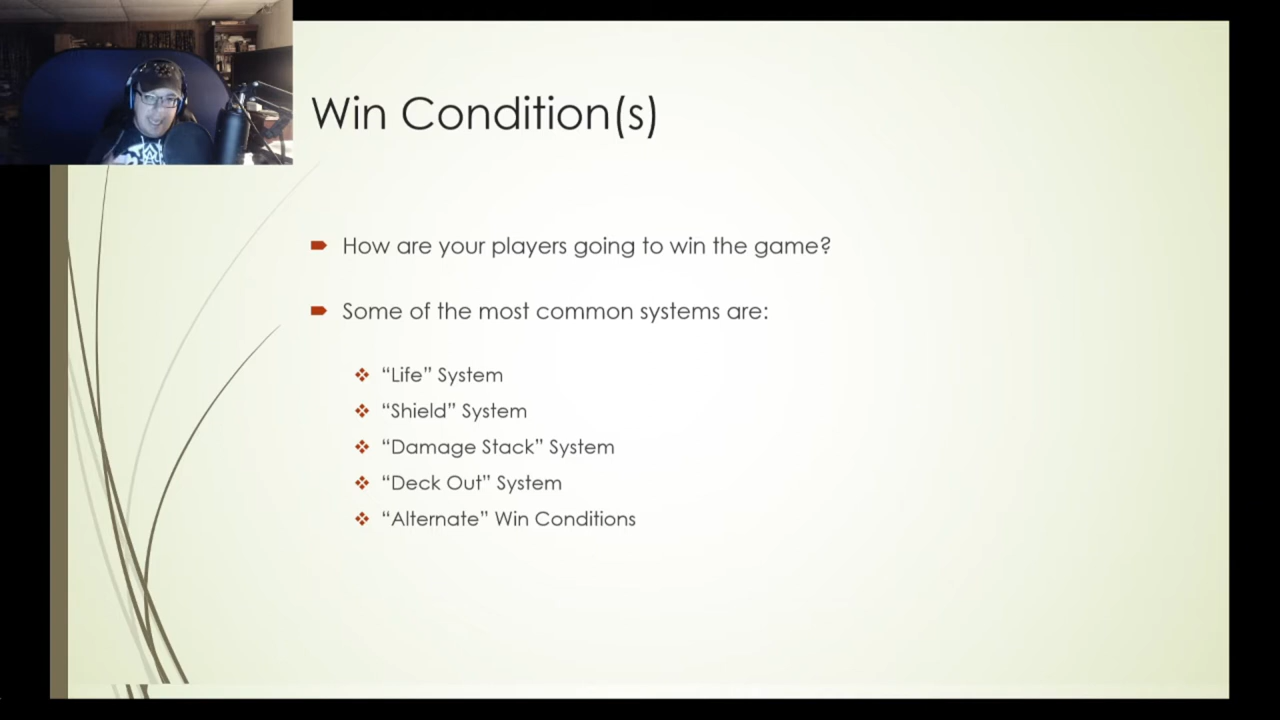 Win Condition(s)
How are your players going to win the game?
Some of the most common systems are:
“Life” System
“Shield” System
“Damage Stack” System
“Deck Out” System
“Alternate” Win Conditions